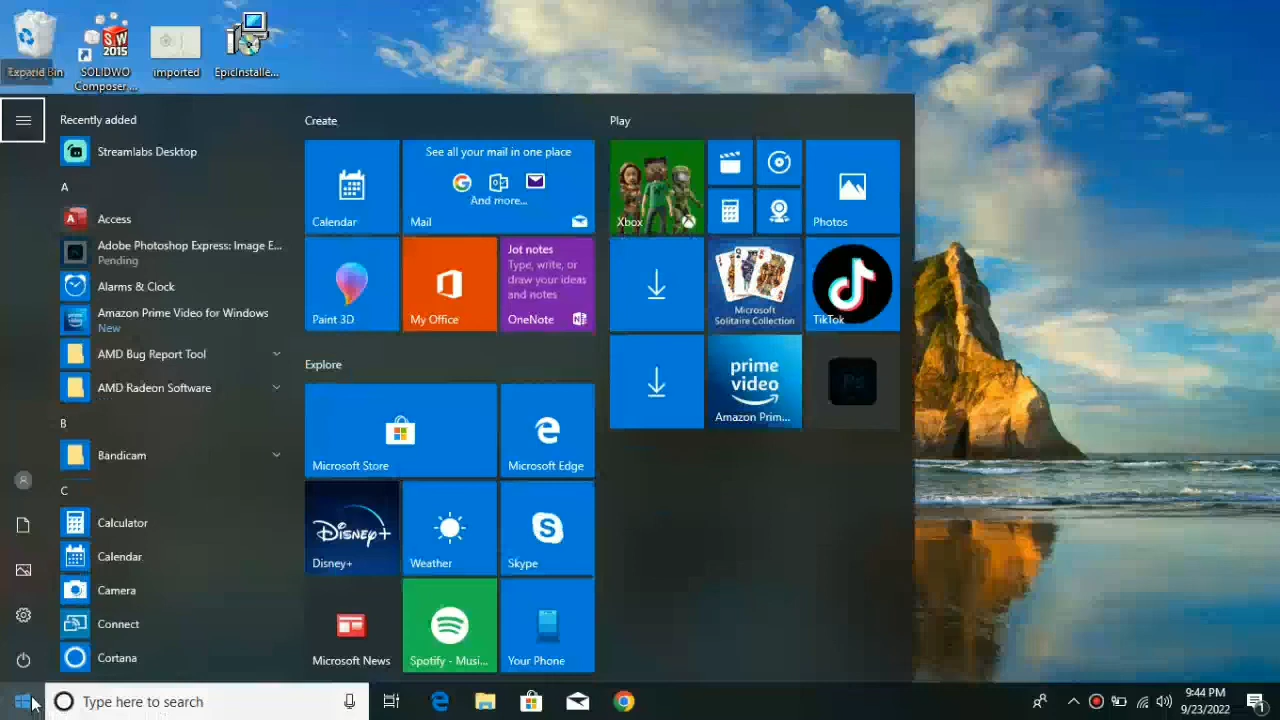 SW
2015
SOLIDWO
Composer ...
imported
EpicInstalle...
Recently added
Streamlabs Desktop
A
Access
Adobe Photoshop Express: Image E...
Pending
Alarms & Clock
Amazon Prime Video for Windows
New
AMD Bug Report Tool
AMD Radeon Software
B
Bandicam
C
Calculator
Calendar
Camera
Connect
Cortana
Create
Calendar
See all your mail in one place
And more...
Mail
Paint 3D
My Office
Jot notes
Type, write, or
draw your ideas
and notes
OneNote
Explore
Microsoft Store
Microsoft Edge
Disney+
Disney+
Weather
Skype
Microsoft News
Spotify - Musi...
Your Phone
Play
Xbox
Photos
Microsoft
Solitaire Collection
TikTok
prime
video
Amazon Prim...
Ps
Type here to search
9:44 PM
9/23/2022
1